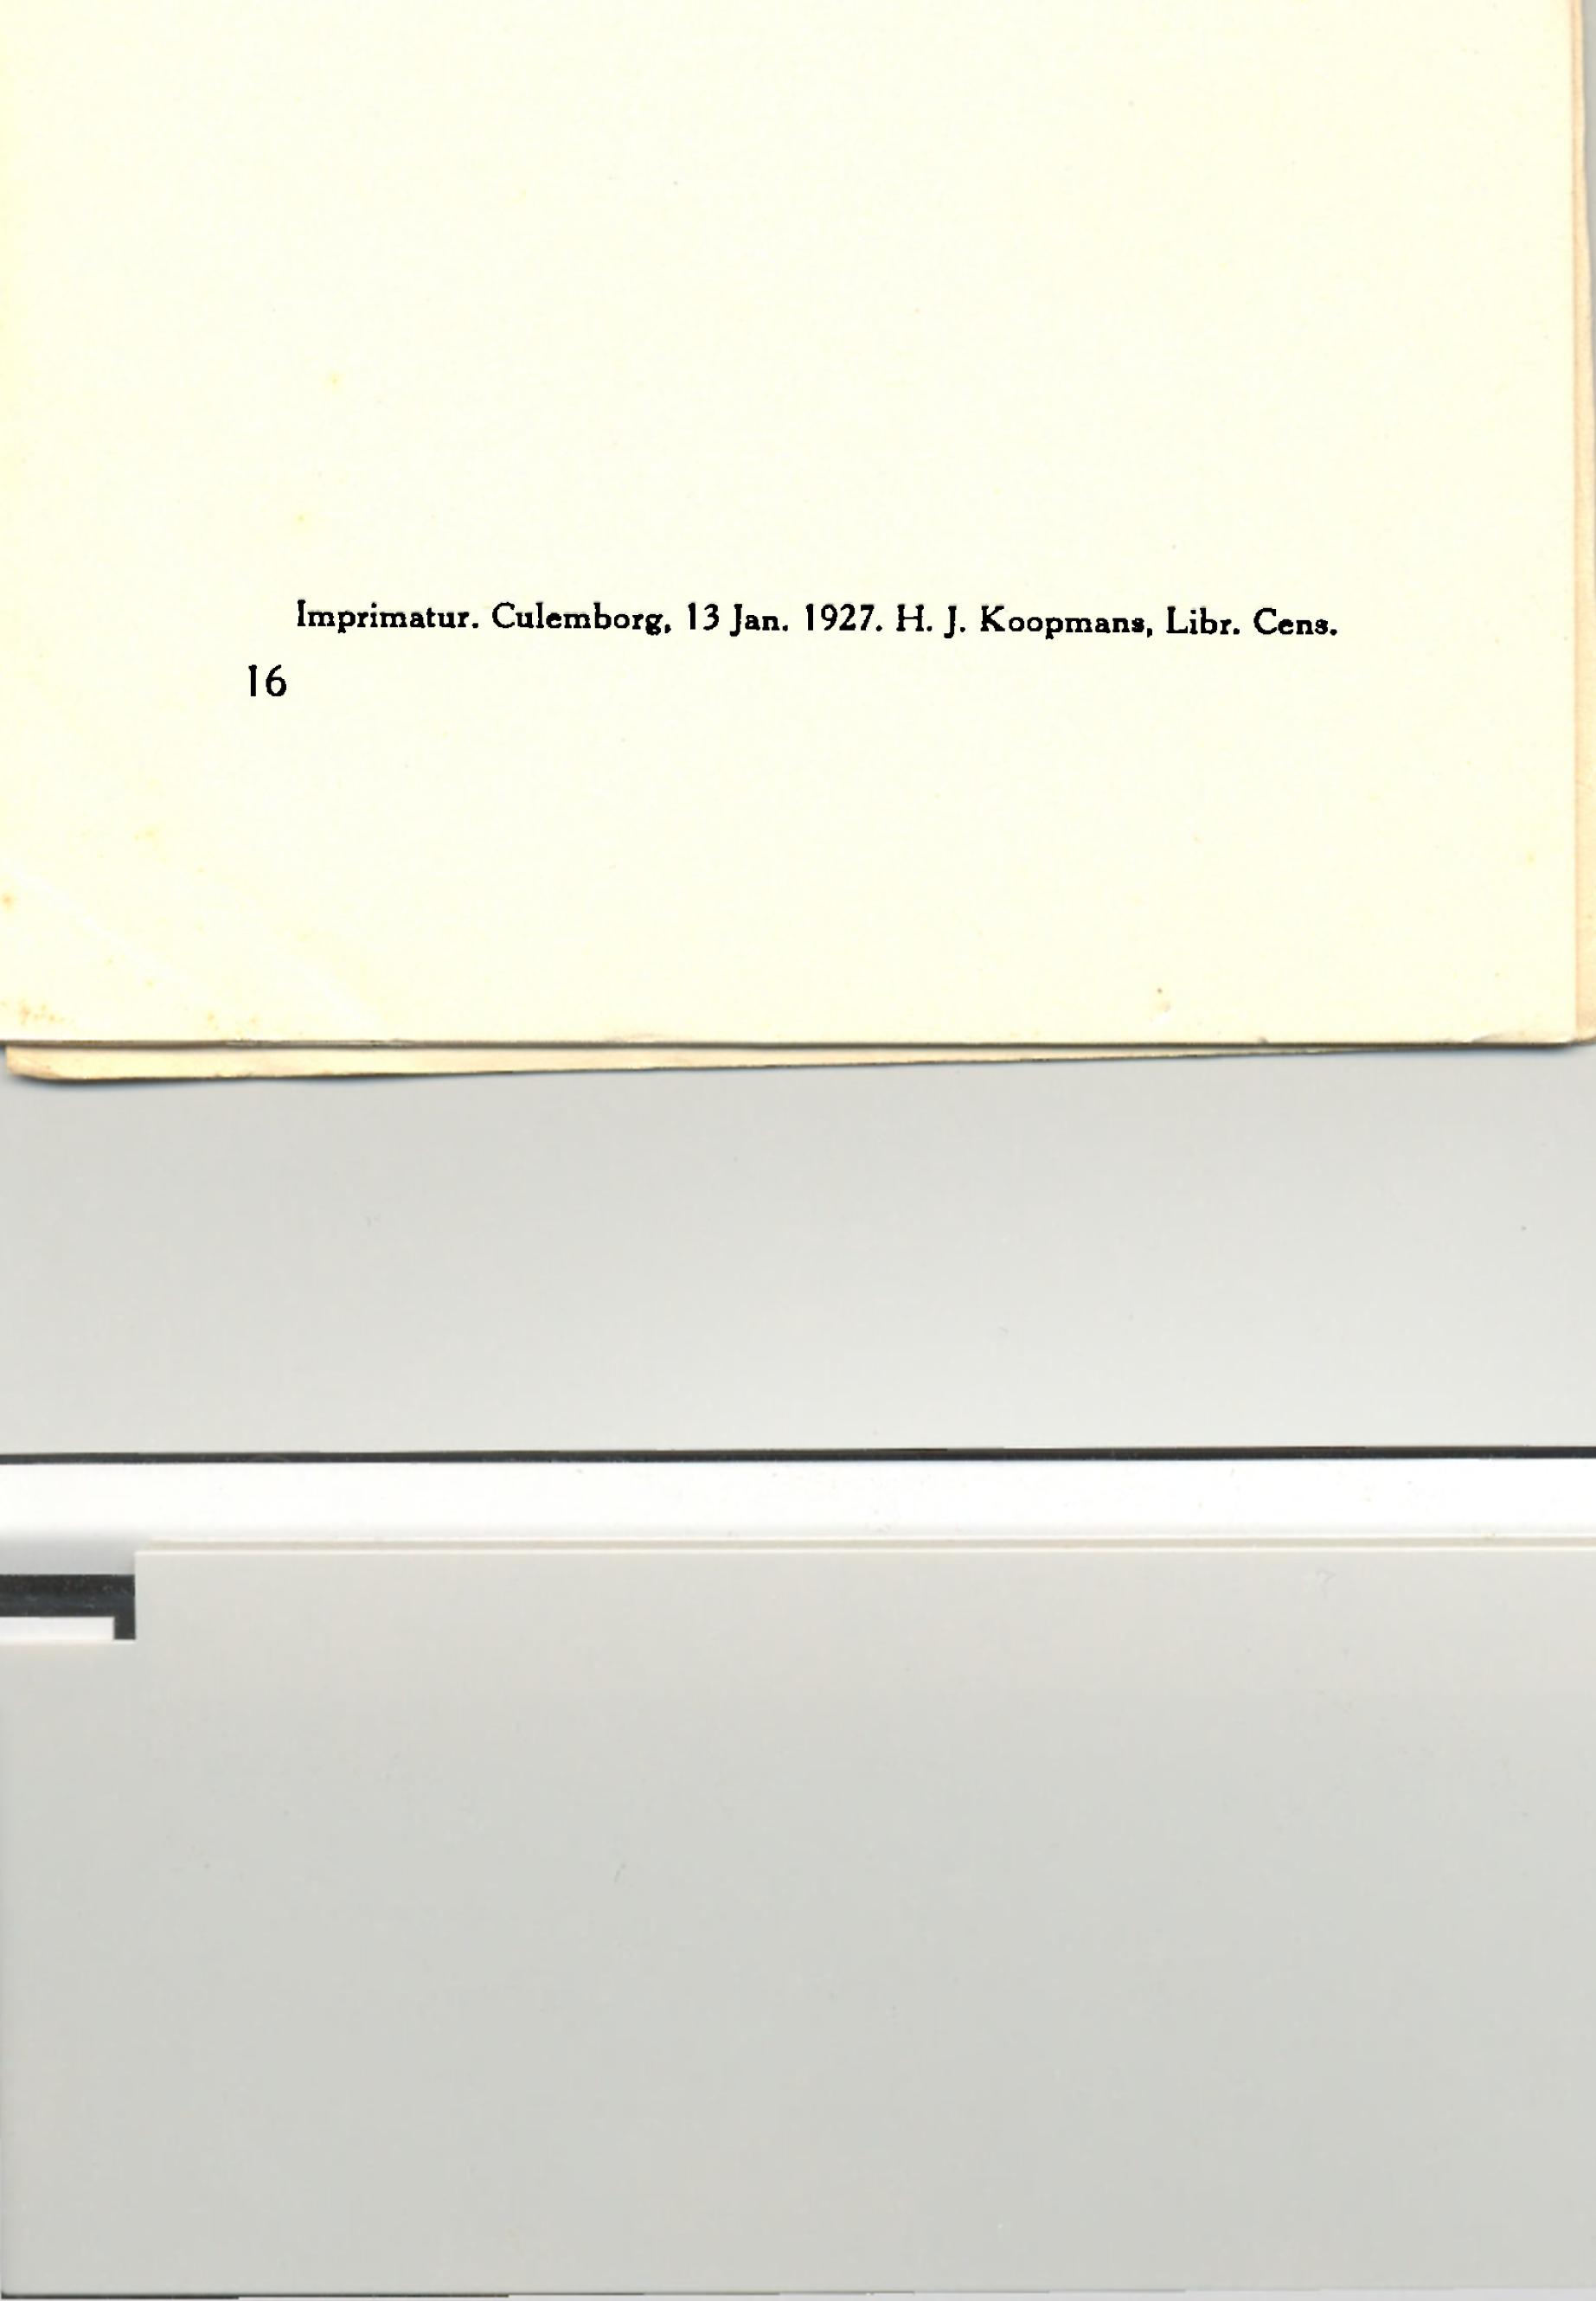 Imprimatur. Culemborg, 13 Jan. 1927. H. J. Koopmans, Libr. Cens.
16